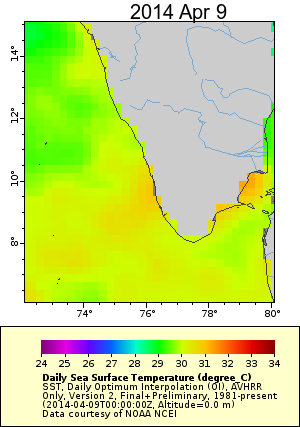 2014 Apr 9
14°
12°
10°
8°
74°
76°
78°
80°
24 25 26 27 28 29 30 31 32 33 34
Daily Sea Surface Temperature (degree_C)
SST, Daily Optimum Interpolation (OI), AVHRR
Only, Version 2, Final+Preliminary, 1981-present
(2014-04-09T00:00:00Z, Altitude=0.0 m)
Data courtesy of NOAA NCEI